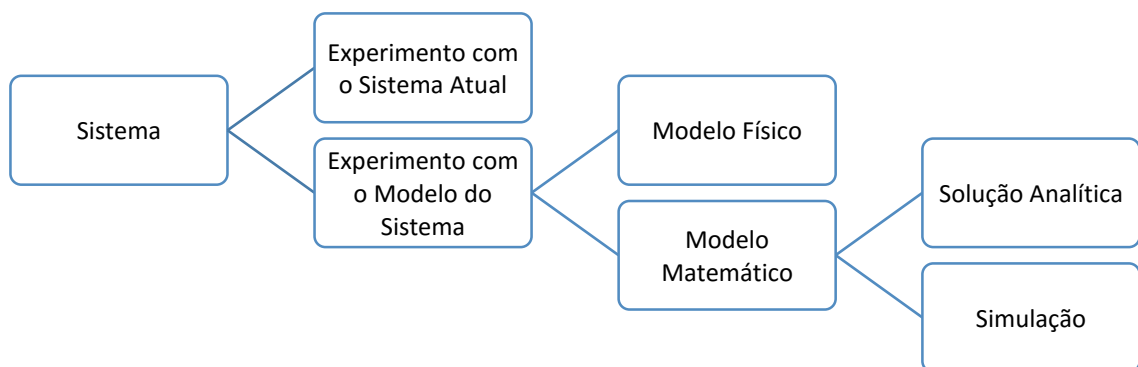 Sistema
Experimento com
o Sistema Atual
Experimento com
o Modelo do
Sistema
Modelo Físico
Modelo
Matemático
Solução Analítica
Simulação